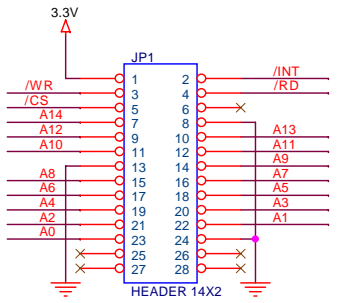 3.3V
JP1
1 2 /INT
/WR 3 4 /RD
/CS 5 6
A14 7 8
A12 9 10 A13
A10 11 12 A11
13 14 A9
A8 15 16 A7
A6 17 18 A5
A4 19 20 A3
A2 21 22 A1
A0 23 24
25 26
27 28
HEADER 14X2